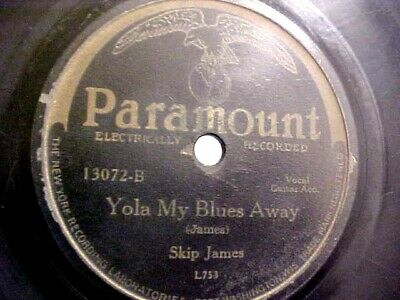 Paramount
ELECTRICALLY RECORDED
13072-B
Vocal
Guitar Acc.
Yola My Blues Away
(James)
Skip James
L753
THE NEW YORK RECORDING LABORATORIES